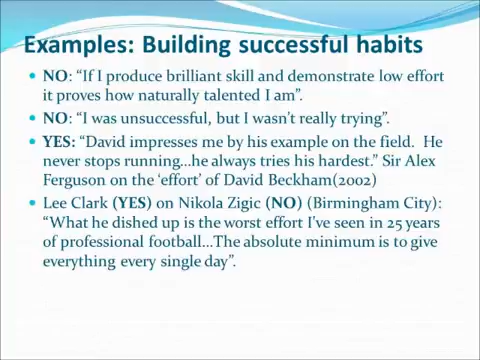 Examples: Building successful habits
NO: “If I produce brilliant skill and demonstrate low effort
it proves how naturally talented I am”.
NO: “I was unsuccessful, but I wasn’t really trying”.
YES: “David impresses me by his example on the field.  He
never stops running…he always tries his hardest.” Sir Alex
Ferguson on the ‘effort’ of David Beckham(2002)
Lee Clark (YES) on Nikola Zigic (NO) (Birmingham City):
“What he dished up is the worst effort I've seen in 25 years
of professional football…The absolute minimum is to give
everything every single day”.